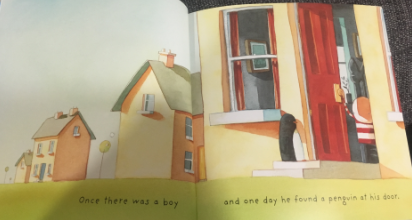 Once there was a boy
and one day he found a penguin at his door.